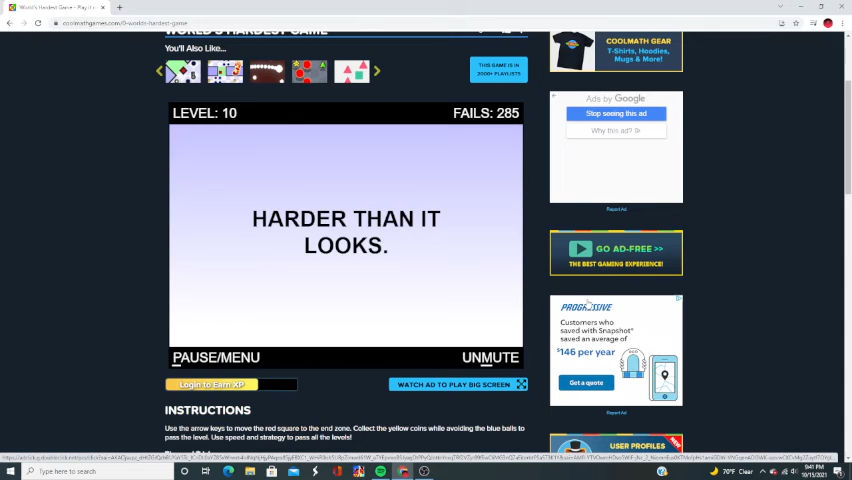 World's Hardest Game - Play it n
coolmathgames.com/0-worlds-hardest-game
WORLD'S HARDEST GAME
You'll Also Like...
THIS GAME IS IN
2000+ PLAYLISTS
COOLMATH GEAR
T-Shirts, Hoodies,
Mugs & More!
LEVEL: 10
FAILS: 285
Ads by Google
Stop seeing this ad
Why this ad?
Report Ad
HARDER THAN IT
LOOKS.
GO AD-FREE >>
THE BEST GAMING EXPERIENCE!
PROGRESSIVE
Customers who
saved with Snapshot®
saved an average of
$146 per year
Get a quote
Report Ad
PAUSE/MENU
UNMUTE
Login to Earn XP
WATCH AD TO PLAY BIG SCREEN
INSTRUCTIONS
Use the arrow keys to move the red square to the end zone. Collect the yellow coins while avoiding the blue balls to
pass the level. Use speed and strategy to pass all the levels!
USER PROFILES
NEW
Type here to search
70°F Clear
9:41 PM
10/15/2021